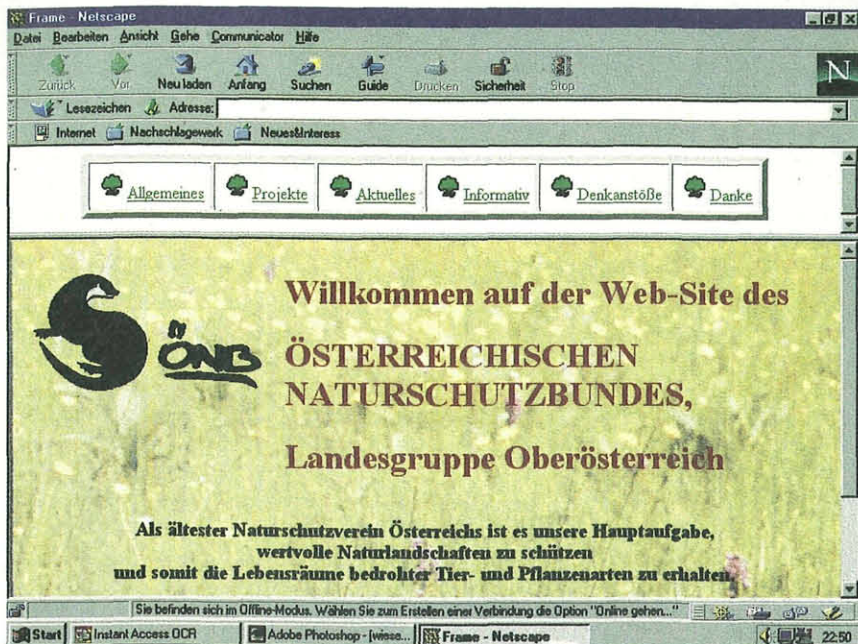 Frame - Netscape
Datei Bearbeiten Ansicht Gehe Communicator Hilfe
Zurück Vor Neu laden Anfang Suchen Guide Drucken Sicherheit Stop
N
Lesezeichen Adresse:
Internet Nachschlagewerk Neues&Interess
Allgemeines Projekte Aktuelles Informativ Denkanstöße Danke
Willkommen auf der Web-Site des
ÖNB
ÖSTERREICHISCHEN
NATURSCHUTZBUNDES,
Landesgruppe Oberösterreich
Als ältester Naturschutzverein Österreichs ist es unsere Hauptaufgabe,
wertvolle Naturlandschaften zu schützen
und somit die Lebensräume bedrohter Tier- und Pflanzenarten zu erhalten.
Sie befinden sich im Offline-Modus. Wählen Sie zum Erstellen einer Verbindung die Option "Online gehen..."
Start Instant Access OCR Adobe Photoshop - [wiese... Frame - Netscape 22:50